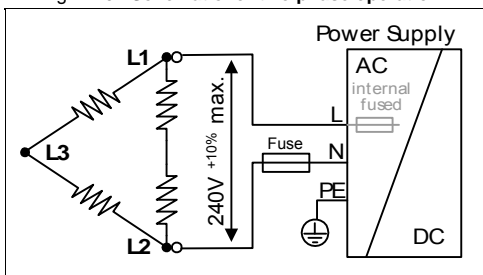 Power Supply
L1
AC
internal
fused
L
240V +10% max.
Fuse
N
L3
PE
L2
DC